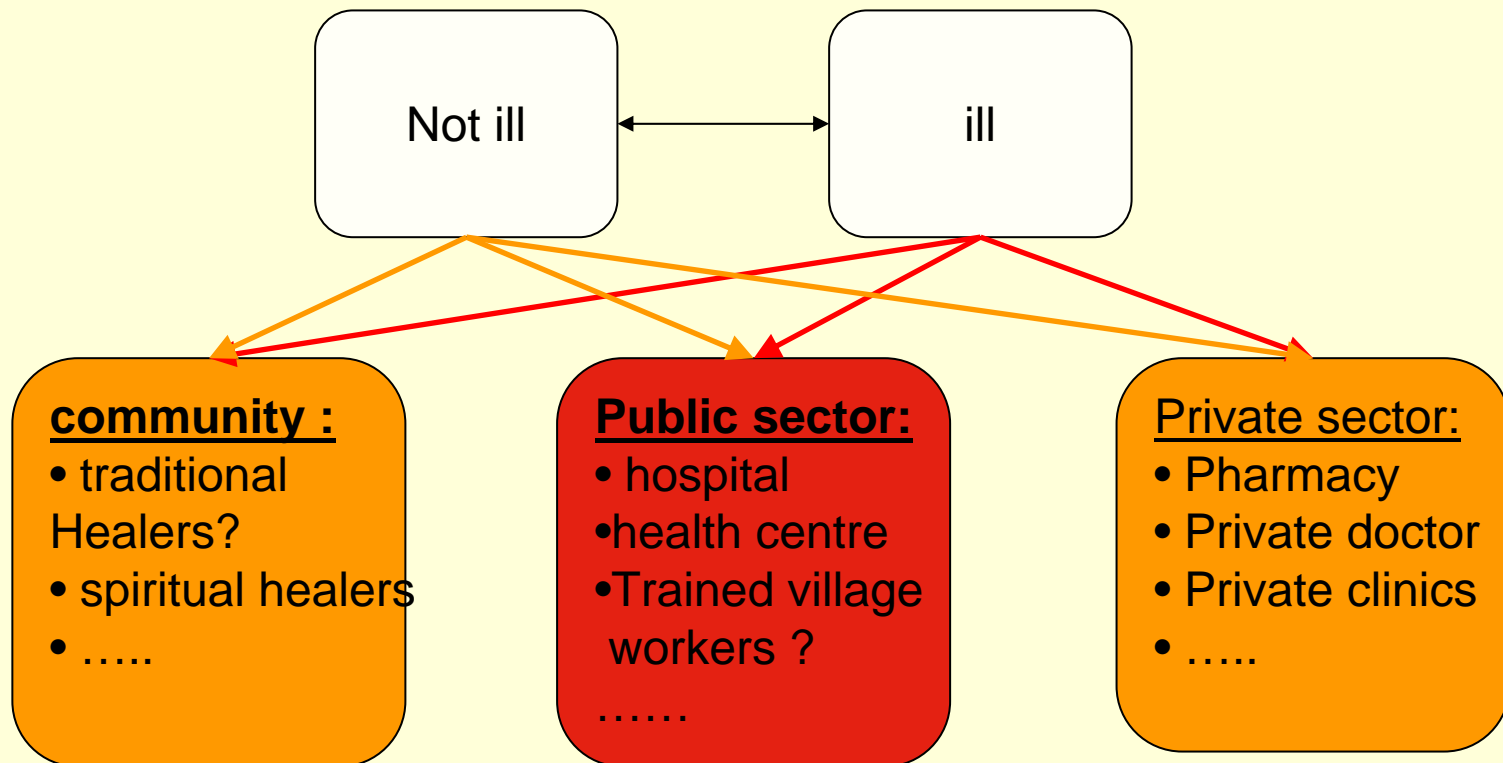 Not ill
ill
community :
• traditional
Healers?
• spiritual healers
• …..
Public sector:
• hospital
•health centre
•Trained village
workers ?
……
Private sector:
• Pharmacy
• Private doctor
• Private clinics
• …..